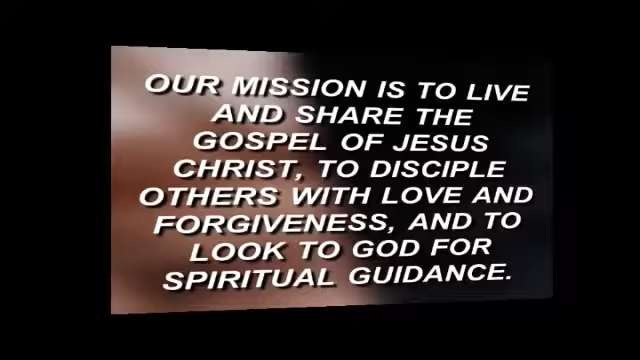 OUR MISSION IS TO LIVE
AND SHARE THE
GOSPEL OF JESUS
CHRIST, TO DISCIPLE
OTHERS WITH LOVE AND
FORGIVENESS, AND TO
LOOK TO GOD FOR
SPIRITUAL GUIDANCE.